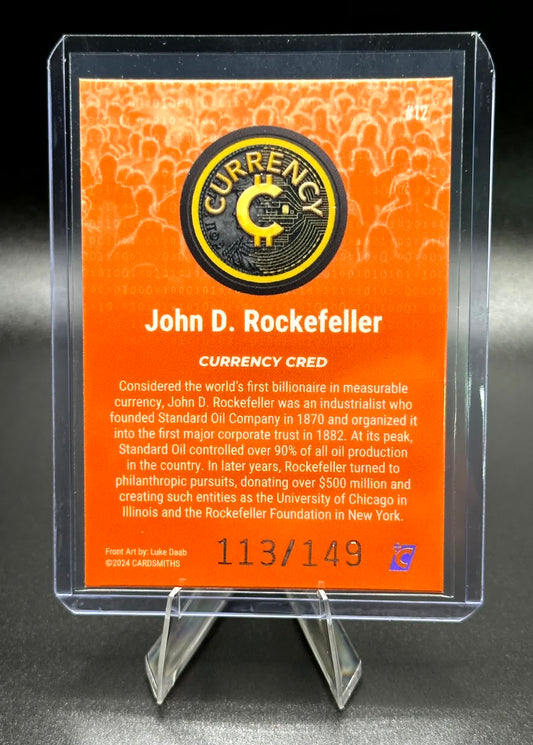 #12
CURRENCY
C
John D. Rockefeller
CURRENCY CRED
Considered the world's first billionaire in measurable
currency, John D. Rockefeller was an industrialist who
founded Standard Oil Company in 1870 and organized it
into the first major corporate trust in 1882. At its peak,
Standard Oil controlled over 90% of all oil production
in the country. In later years, Rockefeller turned to
philanthropic pursuits, donating over $500 million and
creating such entities as the University of Chicago in
Illinois and the Rockefeller Foundation in New York.
Front Art by: Luke Daab
©2024 CARDSMITHS
113/149
C